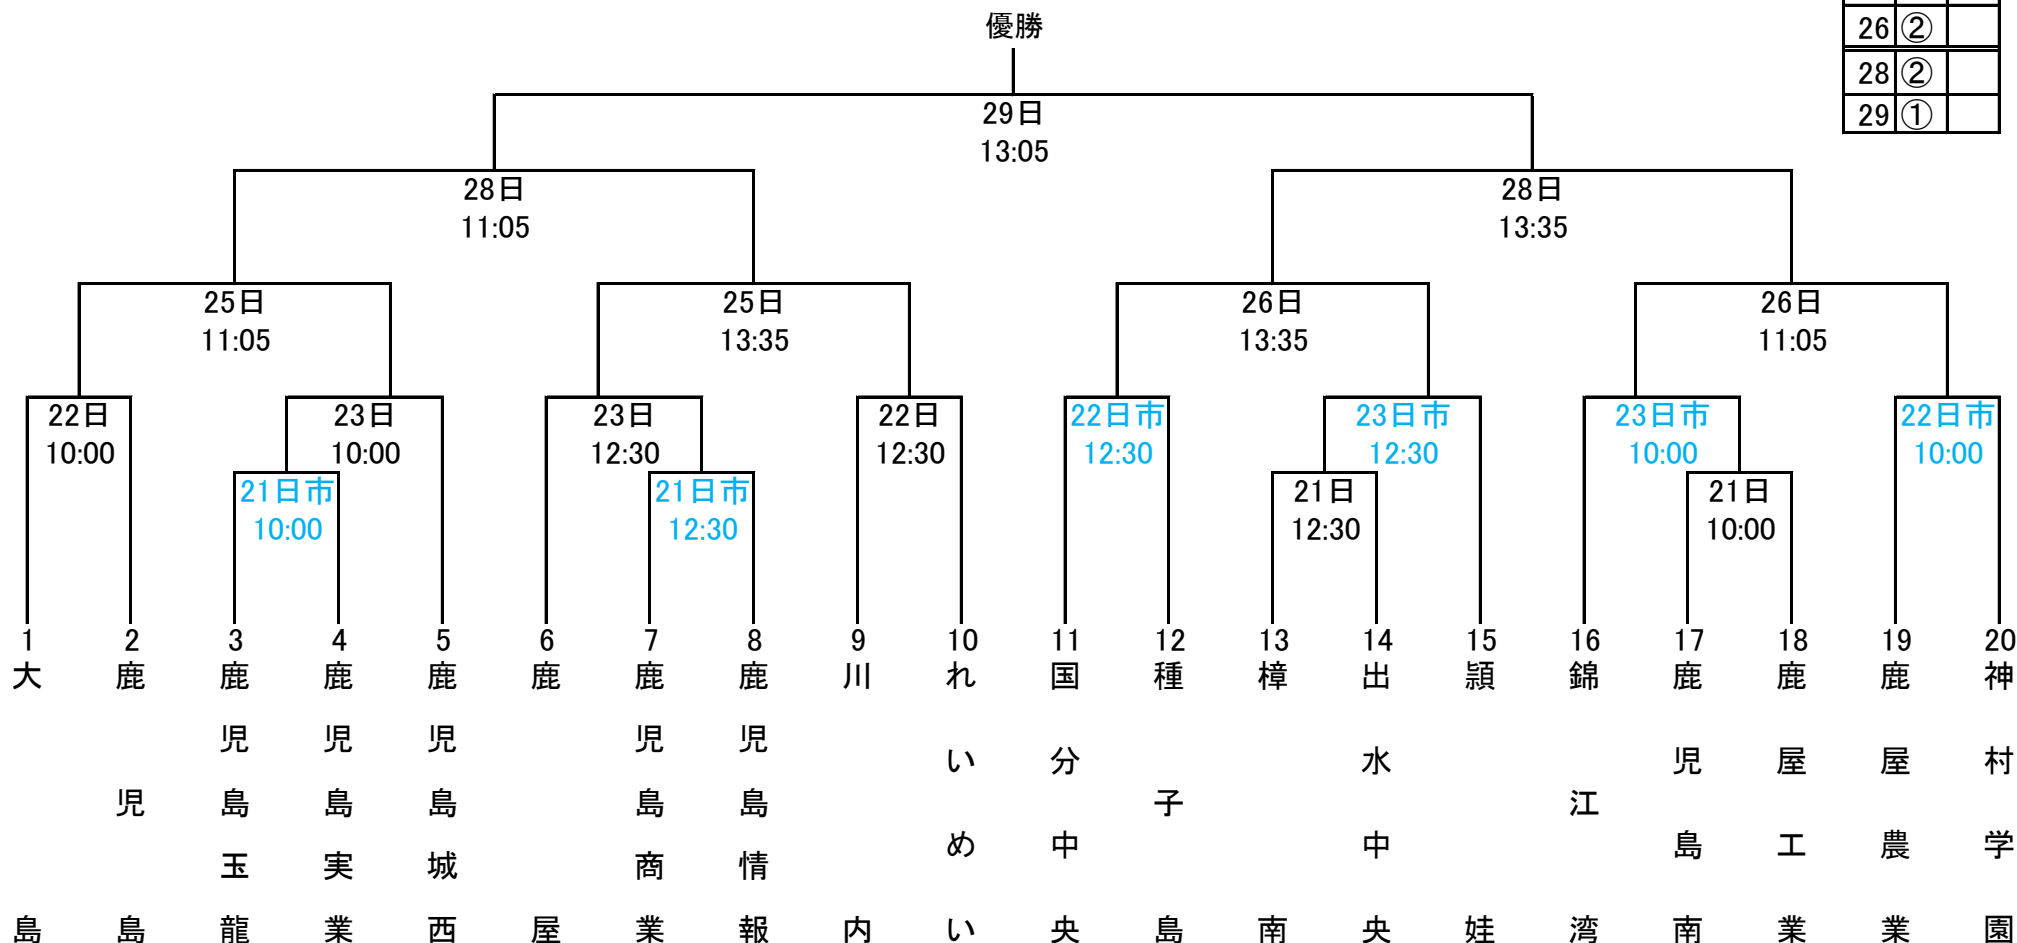 優勝
26 ②
28 ②
29 ①
29日
13:05
28日
11:05
28日
13:35
25日
11:05
25日
13:35
26日
13:35
26日
11:05
22日
10:00
23日
10:00
23日
12:30
22日
12:30
22日市
12:30
23日市
12:30
23日市
10:00
22日市
10:00
21日市
10:00
21日市
12:30
21日
12:30
21日
10:00
1 大島
2 鹿児島
3 鹿児島玉龍
4 鹿児島実業
5 鹿児島城西
6 鹿屋
7 鹿児島商業
8 鹿児島情報
9 川内
10 れいめい
11 国分中央
12 種子島
13 樟南
14 出水中央
15 頴娃
16 錦江湾
17 鹿児島南
18 鹿屋工業
19 鹿屋農業
20 神村学園